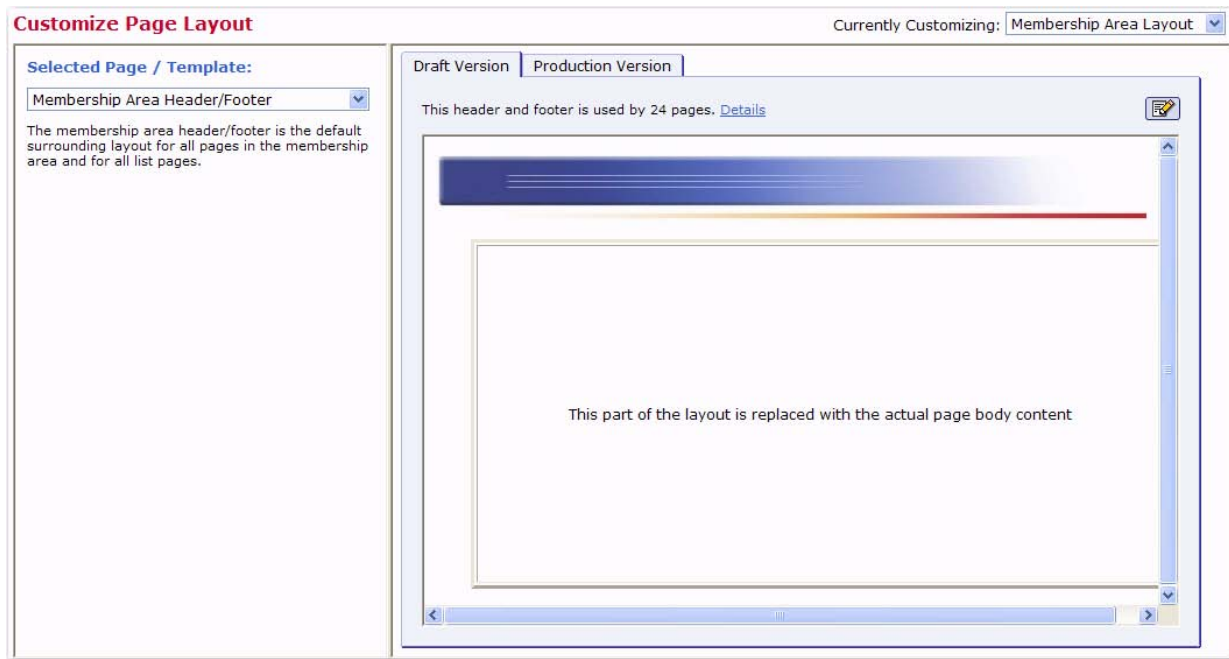 Customize Page Layout
Currently Customizing: Membership Area Layout
Selected Page / Template:
Membership Area Header/Footer
The membership area header/footer is the default
surrounding layout for all pages in the membership
area and for all list pages.
Draft Version
Production Version
This header and footer is used by 24 pages. Details
This part of the layout is replaced with the actual page body content